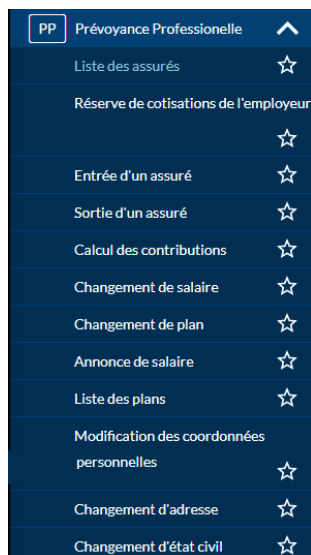 PP Prévoyance Professionelle
Liste des assurés
Réserve de cotisations de l'employeur
Entrée d'un assuré
Sortie d'un assuré
Calcul des contributions
Changement de salaire
Changement de plan
Annonce de salaire
Liste des plans
Modification des coordonnées
personnelles
Changement d'adresse
Changement d'état civil